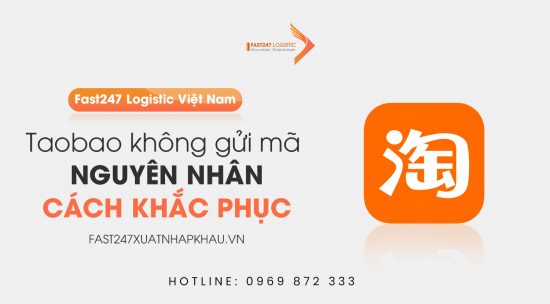 FAST247 LOGISTIC
Fast247 Logistic Việt Nam
Taobao không gửi mã
NGUYÊN NHÂN
CÁCH KHẮC PHỤC
FAST247XUATNHAPKHAU.VN
淘
HOTLINE: 0969 872 333